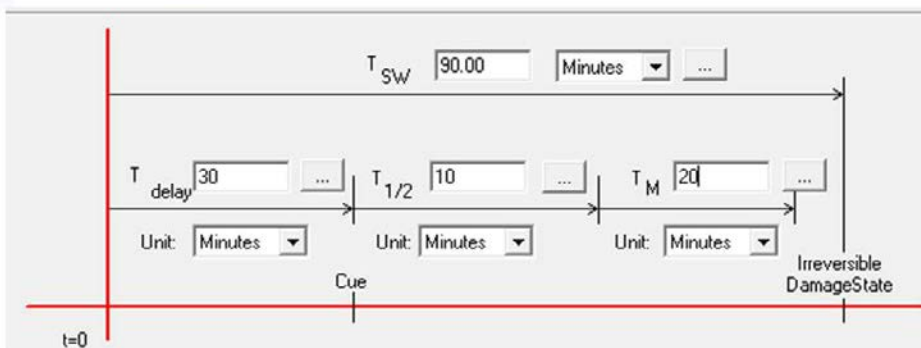 T SW 90.00 Minutes ...
T delay 30 ... T 1/2 10 ... T M 20 ...
Unit: Minutes Unit: Minutes Unit: Minutes
Cue
Irreversible
DamageState
t=0